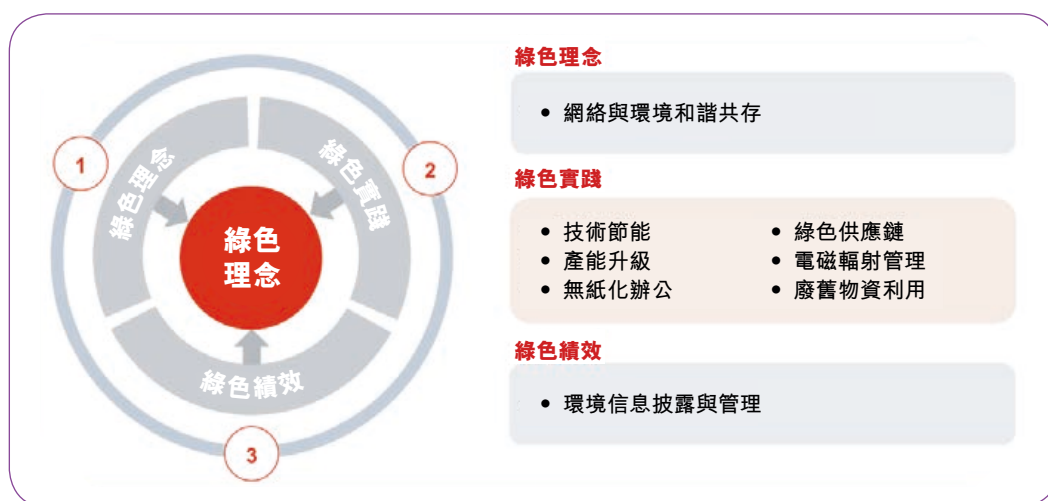 1
2
3
綠色理念
綠色實踐
綠色績效
綠色
理念
綠色理念
• 網絡與環境和諧共存
綠色實踐
• 技術節能
• 產能升級
• 無紙化辦公
• 綠色供應鏈
• 電磁輻射管理
• 廢舊物資利用
綠色績效
• 環境信息披露與管理